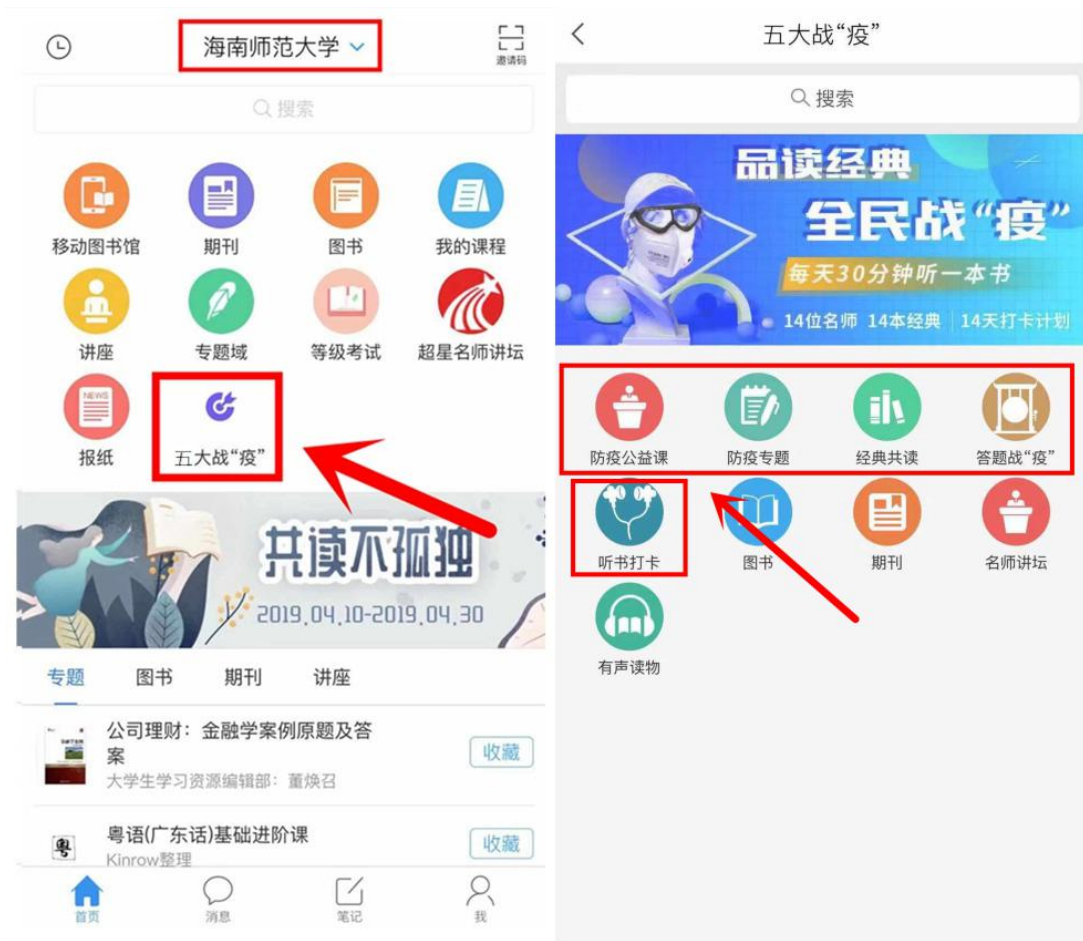 海南师范大学
邀请码
搜索
移动图书馆
期刊
图书
我的课程
讲座
专题域
等级考试
超星名师讲坛
NEWS
报纸
五大战“疫”
共读不孤独
2019.04.10-2019.04.30
专题
图书
期刊
讲座
公司理财：金融学案例原题及答
案
大学生学习资源编辑部：董焕召
收藏
粤
粤语(广东话)基础进阶课
Kinrow整理
收藏
首页
消息
笔记
我
五大战“疫”
搜索
品读经典
全民战“疫”
每天30分钟听一本书
14位名师 14本经典 14天打卡计划
防疫公益课
防疫专题
经典共读
答题战“疫”
听书打卡
图书
期刊
名师讲坛
有声读物